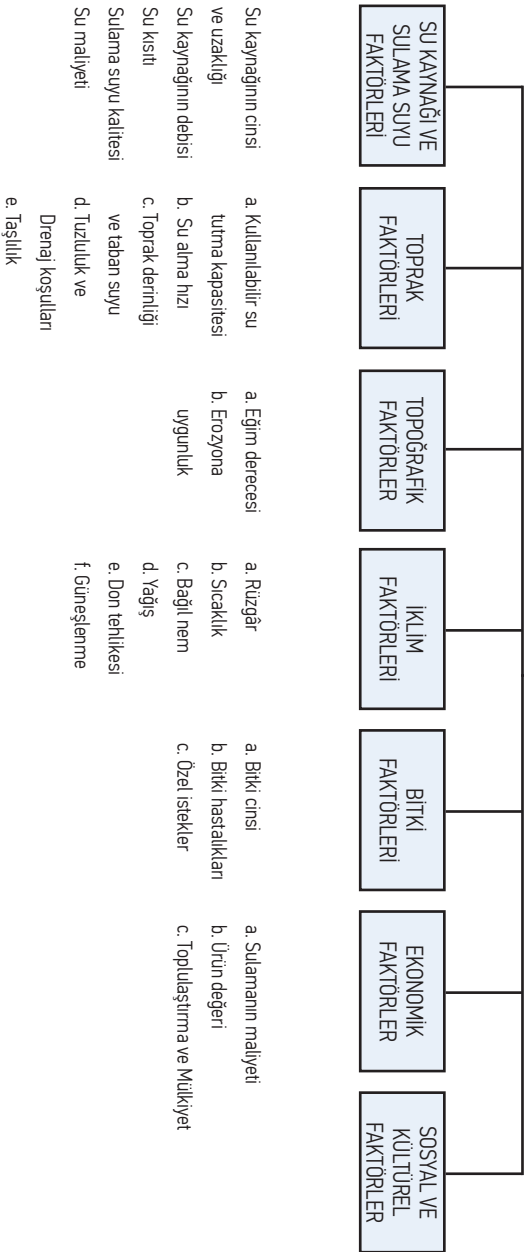 SU KAYNAĞI VE
SULAMA SUYU
FAKTÖRLERİ
Su kaynağının cinsi
ve uzaklığı
Su kaynağının debisi
Su kısıtı
Sulama suyu kalitesi
Su maliyeti
TOPRAK
FAKTÖRLERİ
a. Kullanılabilir su
tutma kapasitesi
b. Su alma hızı
c. Toprak derinliği
ve taban suyu
d. Tuzluluk ve
Drenaj koşulları
e. Taşlılık
TOPOĞRAFİK
FAKTÖRLER
a. Eğim derecesi
b. Erozyona
uygunluk
İKLİM
FAKTÖRLERİ
a. Rüzgâr
b. Sıcaklık
c. Bağıl nem
d. Yağış
e. Don tehlikesi
f. Güneşlenme
BİTKİ
FAKTÖRLERİ
a. Bitki cinsi
b. Bitki hastalıkları
c. Özel istekler
EKONOMİK
FAKTÖRLER
a. Sulamanın maliyeti
b. Ürün değeri
c. Toplulaştırma ve Mülkiyet
SOSYAL VE
KÜLTÜREL
FAKTÖRLER